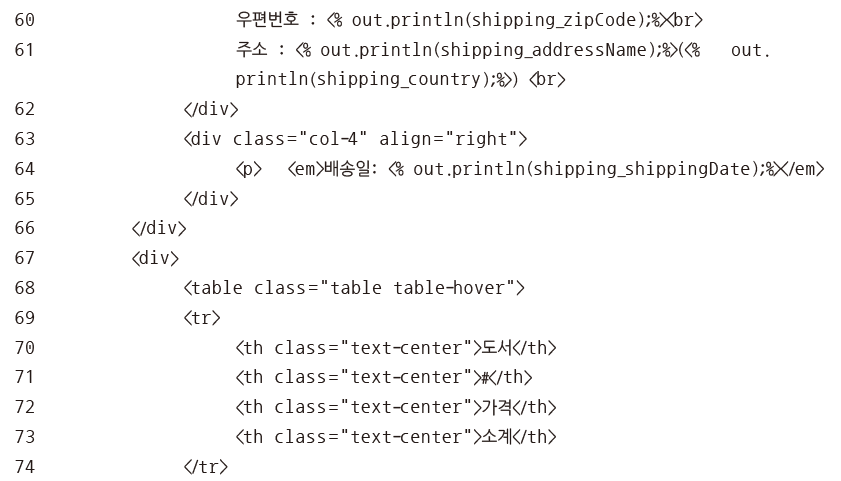 60 우편번호 : <% out.println(shipping_zipCode);%><br>
61 주소 : <% out.println(shipping_addressName);%>(<% out.
println(shipping_country);%>) <br>
62 </div>
63 <div class="col-4" align="right">
64 <p> <em>배송일: <% out.println(shipping_shippingDate);%></em>
65 </div>
66 </div>
67 <div>
68 <table class="table table-hover">
69 <tr>
70 <th class="text-center">도서</th>
71 <th class="text-center">#</th>
72 <th class="text-center">가격</th>
73 <th class="text-center">소계</th>
74 </tr>